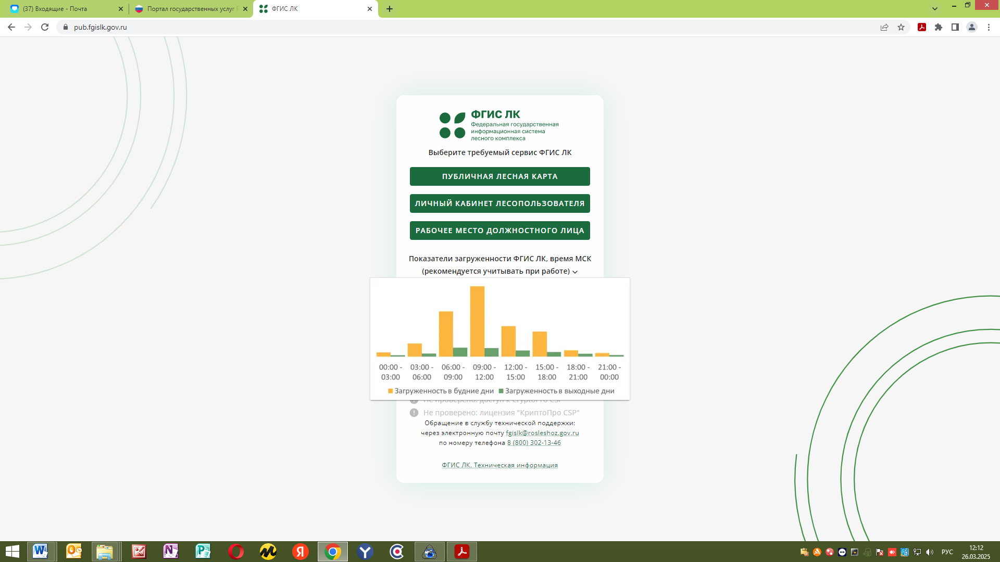 (37) Входящие - Почта
Портал государственных услуг
ФГИС ЛК
pub.fgislk.gov.ru
ФГИС ЛК
Федеральная государственная
информационная система
лесного комплекса
Выберите требуемый сервис ФГИС ЛК
ПУБЛИЧНАЯ ЛЕСНАЯ КАРТА
ЛИЧНЫЙ КАБИНЕТ ЛЕСОПОЛЬЗОВАТЕЛЯ
РАБОЧЕЕ МЕСТО ДОЛЖНОСТНОГО ЛИЦА
Показатели загруженности ФГИС ЛК, время МСК
(рекомендуется учитывать при работе)
00:00 - 03:00 - 06:00 - 09:00 - 12:00 - 15:00 - 18:00 - 21:00 -
03:00 06:00 09:00 12:00 15:00 18:00 21:00 00:00
Загруженность в будние дни Загруженность в выходные дни
Не проверено: доступ к CryptoPro CSP
Не проверено: лицензия "КриптоПро CSP"
Обращение в службу технической поддержки:
через электронную почту fgislk@rosleshoz.gov.ru
по номеру телефона 8 (800) 302-13-46
ФГИС ЛК. Техническая информация
РУС
12:12
26.03.2025